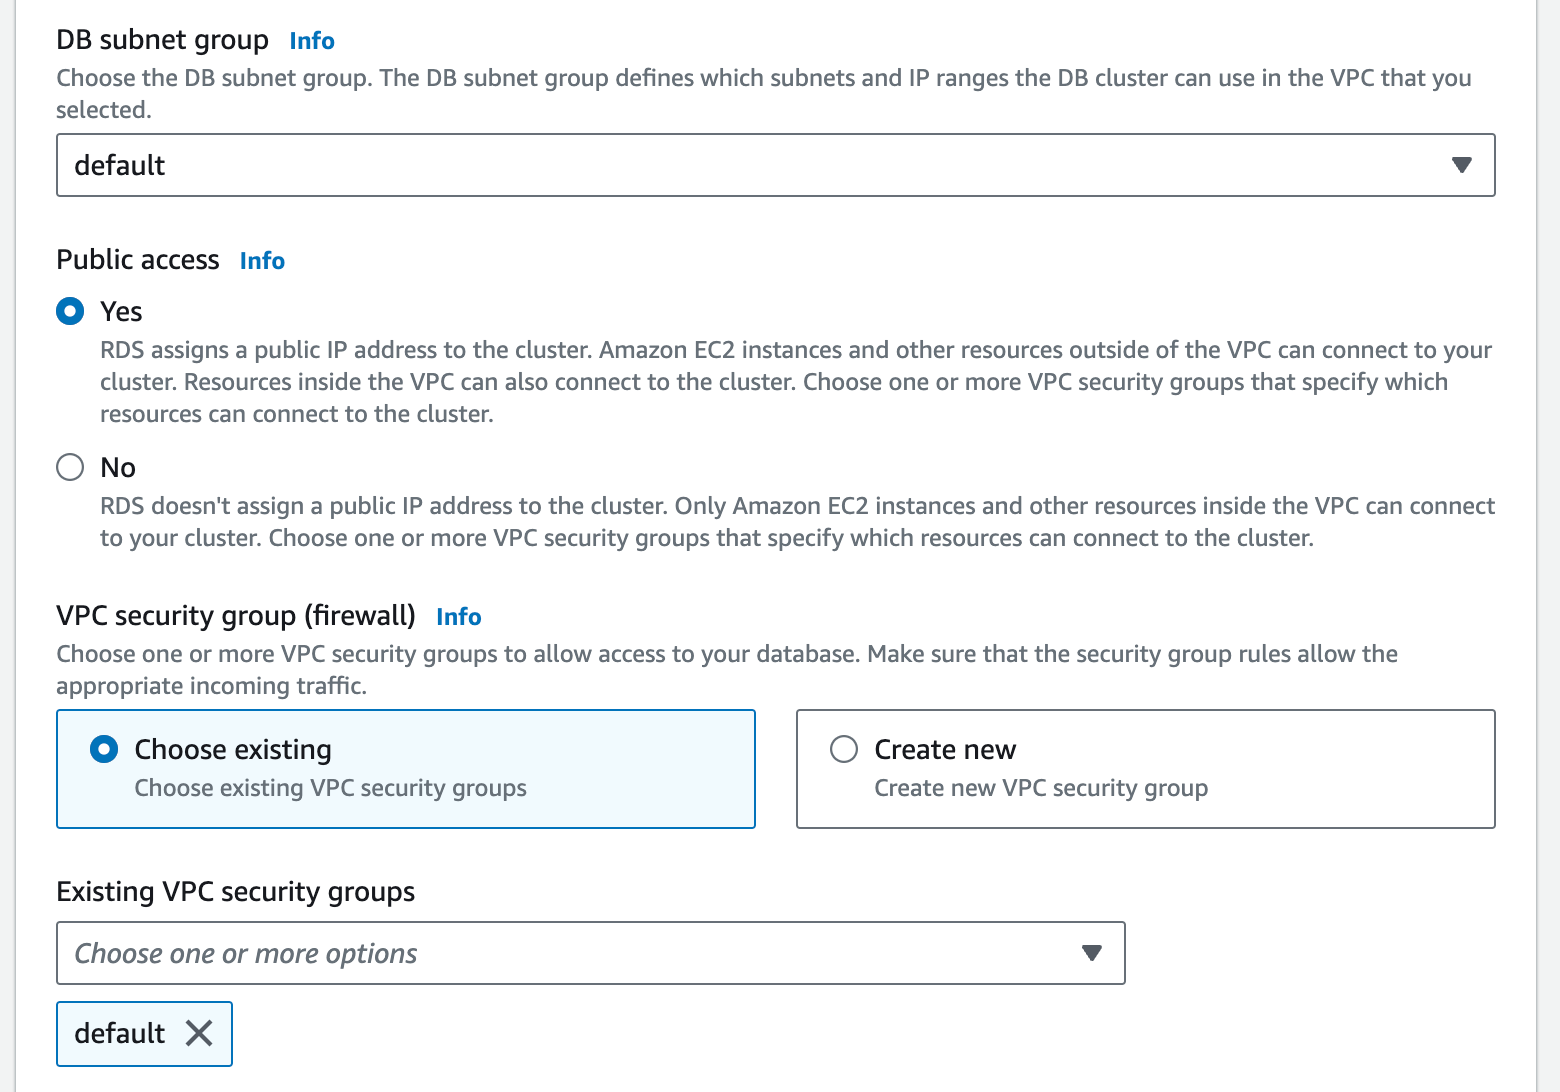 DB subnet group Info
Choose the DB subnet group. The DB subnet group defines which subnets and IP ranges the DB cluster can use in the VPC that you
selected.
default
Public access Info
Yes
RDS assigns a public IP address to the cluster. Amazon EC2 instances and other resources outside of the VPC can connect to your
cluster. Resources inside the VPC can also connect to the cluster. Choose one or more VPC security groups that specify which
resources can connect to the cluster.
No
RDS doesn't assign a public IP address to the cluster. Only Amazon EC2 instances and other resources inside the VPC can connect
to your cluster. Choose one or more VPC security groups that specify which resources can connect to the cluster.
VPC security group (firewall) Info
Choose one or more VPC security groups to allow access to your database. Make sure that the security group rules allow the
appropriate incoming traffic.
Choose existing
Choose existing VPC security groups
Create new
Create new VPC security group
Existing VPC security groups
Choose one or more options
default